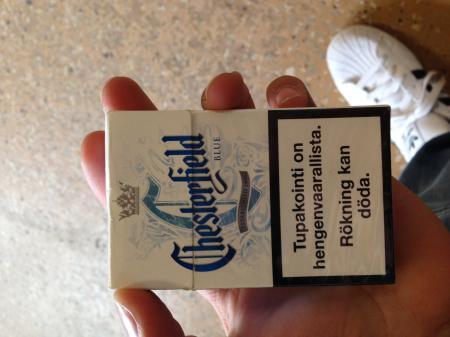 Chesterfield
BLUE
Tupakointi on
hengenvaarallista.
Rökning kan
döda.